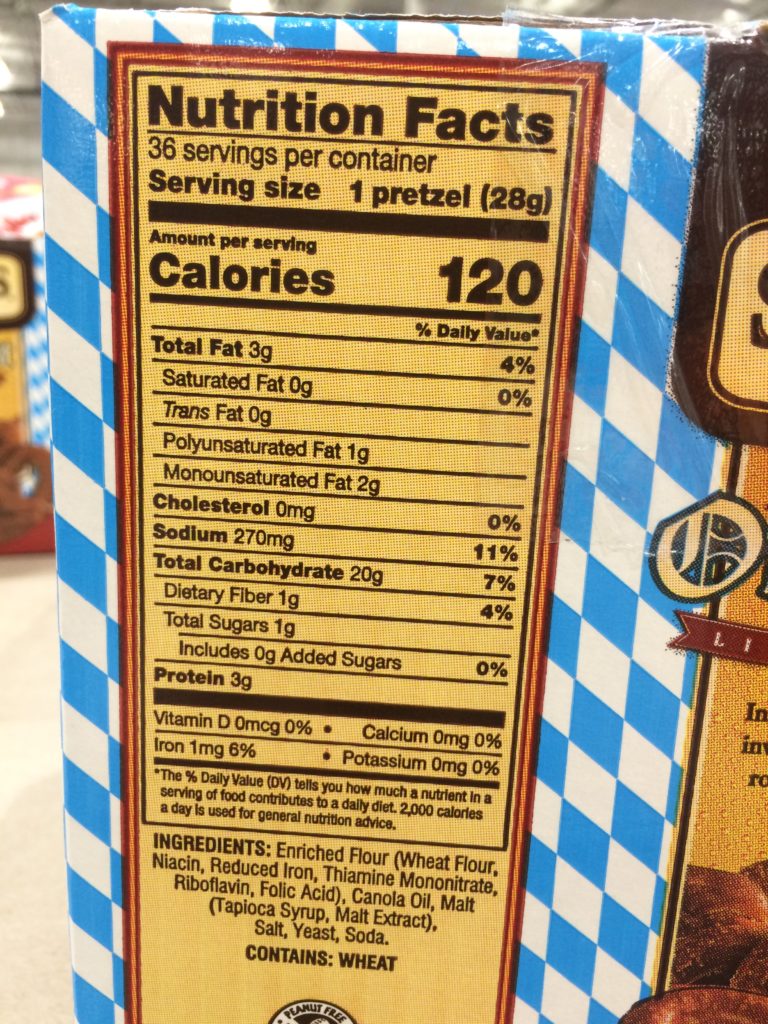 Nutrition Facts
36 servings per container
Serving size 1 pretzel (28g)
Amount per serving
Calories 120
% Daily Value*
Total Fat 3g 4%
Saturated Fat 0g 0%
Trans Fat 0g
Polyunsaturated Fat 1g
Monounsaturated Fat 2g
Cholesterol 0mg 0%
Sodium 270mg 11%
Total Carbohydrate 20g 7%
Dietary Fiber 1g 4%
Total Sugars 1g
Includes 0g Added Sugars 0%
Protein 3g
Vitamin D 0mcg 0% • Calcium 0mg 0%
Iron 1mg 6% • Potassium 0mg 0%
*The % Daily Value (DV) tells you how much a nutrient in a
serving of food contributes to a daily diet. 2,000 calories
a day is used for general nutrition advice.
INGREDIENTS: Enriched Flour (Wheat Flour,
Niacin, Reduced Iron, Thiamine Mononitrate,
Riboflavin, Folic Acid), Canola Oil, Malt
(Tapioca Syrup, Malt Extract),
Salt, Yeast, Soda.
CONTAINS: WHEAT
PEANUT FREE